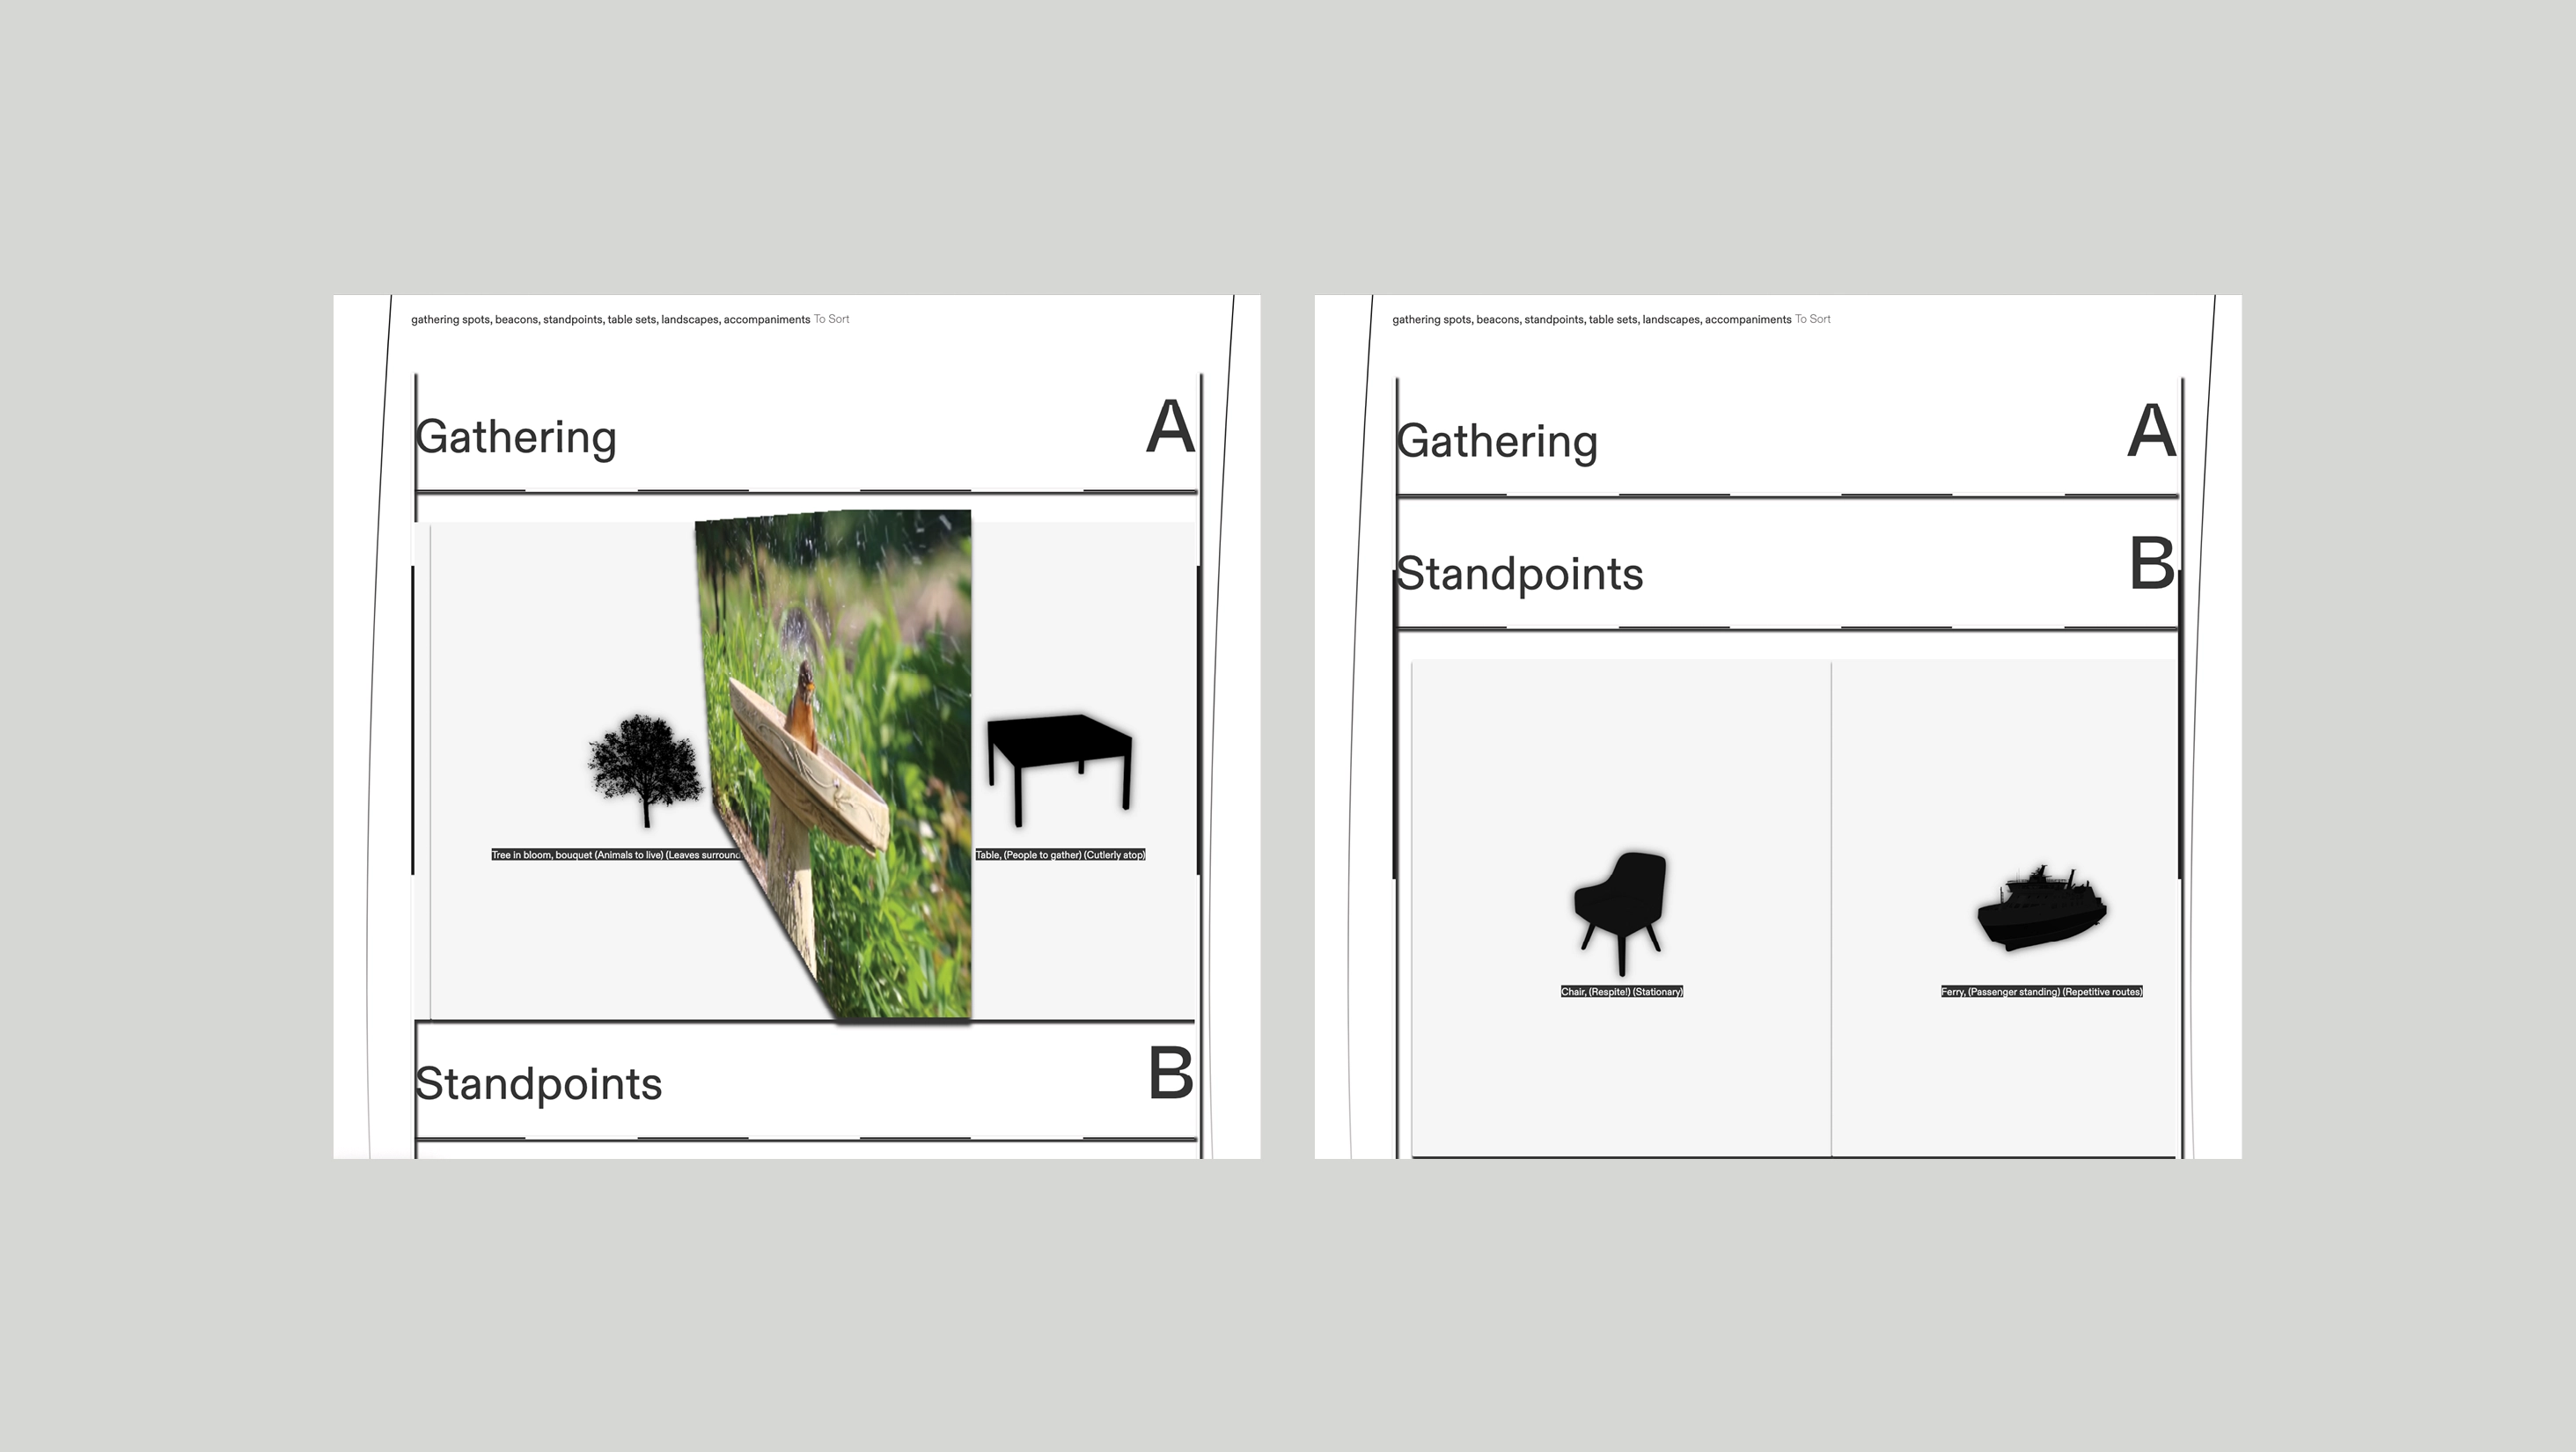 gathering spots, beacons, standpoints, table sets, landscapes, accompaniments To Sort
Gathering A
Tree in bloom, bouquet (Animals to live) (Leaves surround
Table, (People to gather) (Cutlerly atop)
Standpoints B
gathering spots, beacons, standpoints, table sets, landscapes, accompaniments To Sort
Gathering A
Standpoints B
Chair, (Respite!) (Stationary)
Ferry, (Passenger standing) (Repetitive routes)